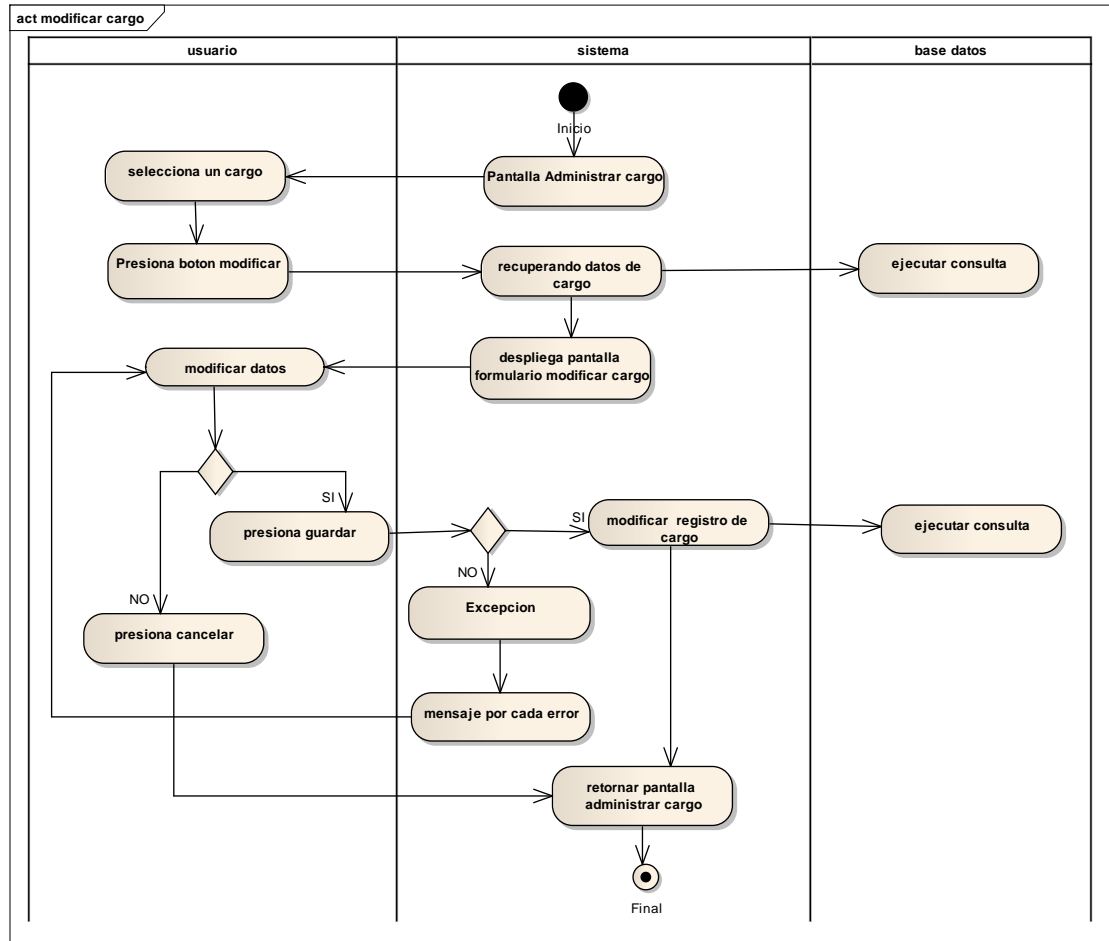 act modificar cargo
usuario
sistema
base datos
Inicio
selecciona un cargo
Pantalla Administrar cargo
Presiona boton modificar
recuperando datos de
cargo
ejecutar consulta
modificar datos
despliega pantalla
formulario modificar cargo
SI
presiona guardar
SI
modificar registro de
cargo
ejecutar consulta
NO
Excepcion
NO
presiona cancelar
mensaje por cada error
retornar pantalla
administrar cargo
Final